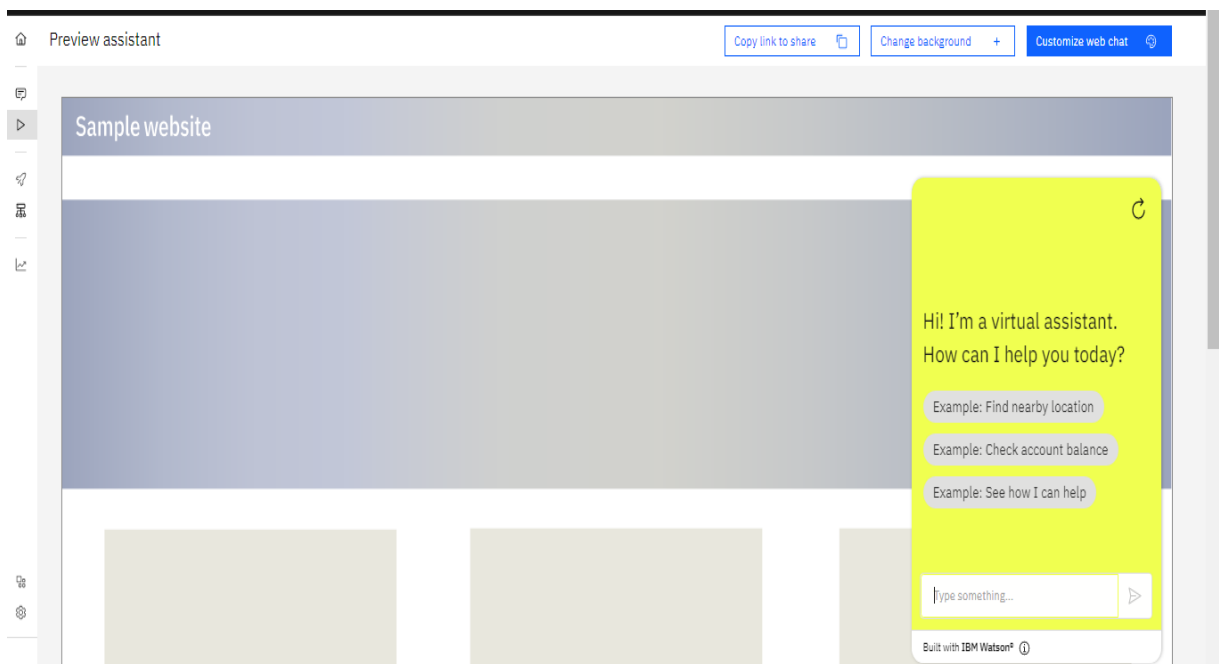 Preview assistant
Copy link to share
Change background +
Customize web chat
Sample website
Hi! I'm a virtual assistant.
How can I help you today?
Example: Find nearby location
Example: Check account balance
Example: See how I can help
Type something...
Built with IBM Watson®